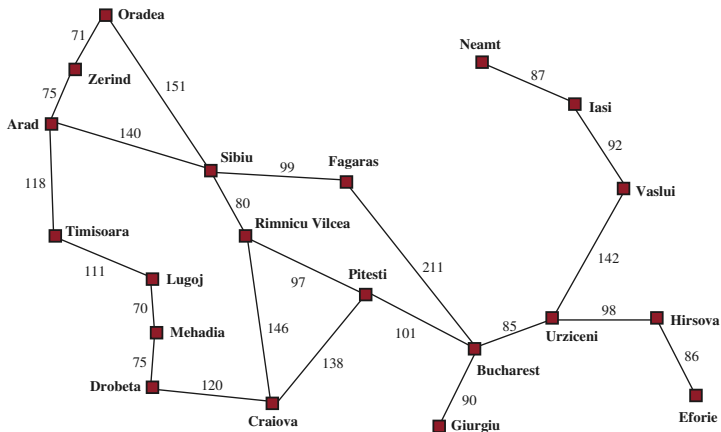 Oradea
71
Neamt
Zerind
87
75
151
Iasi
Arad
140
92
Sibiu
99
Fagaras
118
Vaslui
80
Timisoara
Rimnicu Vilcea
111
211
142
Lugoj
97
Pitesti
70
98
Hirsova
146
101
85
Mehadia
138
Urziceni
75
86
Bucharest
Drobeta
120
90
Craiova
Giurgiu
Eforie